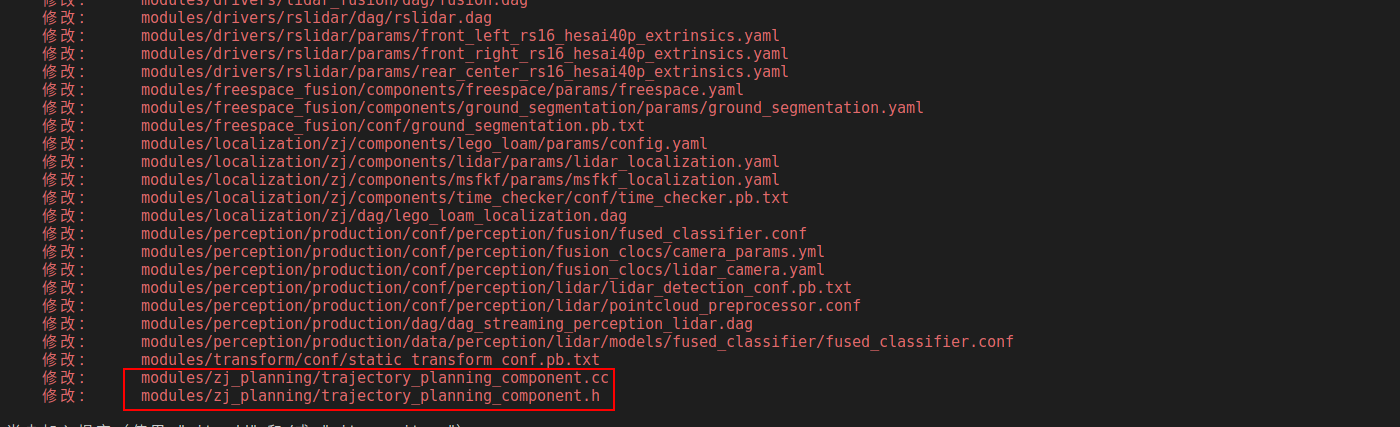 修改： modules/drivers/lidar_fusion/dag/fusion.dag
修改： modules/drivers/rslidar/dag/rslidar.dag
修改： modules/drivers/rslidar/params/front_left_rs16_hesai40p_extrinsics.yaml
修改： modules/drivers/rslidar/params/front_right_rs16_hesai40p_extrinsics.yaml
修改： modules/drivers/rslidar/params/rear_center_rs16_hesai40p_extrinsics.yaml
修改： modules/freespace_fusion/components/freespace/params/freespace.yaml
修改： modules/freespace_fusion/components/ground_segmentation/params/ground_segmentation.yaml
修改： modules/freespace_fusion/conf/ground_segmentation.pb.txt
修改： modules/localization/zj/components/lego_loam/params/config.yaml
修改： modules/localization/zj/components/lidar/params/lidar_localization.yaml
修改： modules/localization/zj/components/msfkf/params/msfkf_localization.yaml
修改： modules/localization/zj/components/time_checker/conf/time_checker.pb.txt
修改： modules/localization/zj/dag/lego_loam_localization.dag
修改： modules/perception/production/conf/perception/fusion/fused_classifier.conf
修改： modules/perception/production/conf/perception/fusion_clocs/camera_params.yml
修改： modules/perception/production/conf/perception/fusion_clocs/lidar_camera.yaml
修改： modules/perception/production/conf/perception/lidar/lidar_detection_conf.pb.txt
修改： modules/perception/production/conf/perception/lidar/pointcloud_preprocessor.conf
修改： modules/perception/production/dag/dag_streaming_perception_lidar.dag
修改： modules/perception/production/data/perception/lidar/models/fused_classifier/fused_classifier.conf
修改： modules/transform/conf/static_transform_conf.pb.txt
修改： modules/zj_planning/trajectory_planning_component.cc
修改： modules/zj_planning/trajectory_planning_component.h